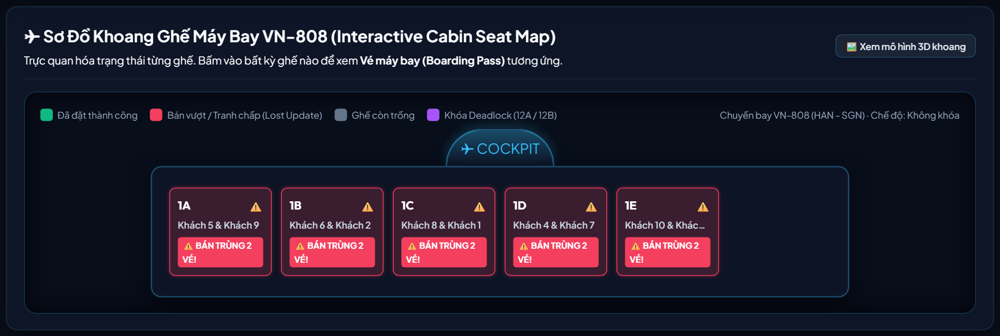 ✈ Sơ Đồ Khoang Ghế Máy Bay VN-808 (Interactive Cabin Seat Map)
Trực quan hóa trạng thái từng ghế. Bấm vào bất kỳ ghế nào để xem Vé máy bay (Boarding Pass) tương ứng.
Xem mô hình 3D khoang
Đã đặt thành công
Bán vượt / Tranh chấp (Lost Update)
Ghế còn trống
Khóa Deadlock (12A / 12B)
Chuyến bay VN-808 (HAN - SGN) · Chế độ: Không khóa
✈ COCKPIT
1A
Khách 5 & Khách 9
⚠ BÁN TRÙNG 2
VÉ!
1B
Khách 6 & Khách 2
⚠ BÁN TRÙNG 2
VÉ!
1C
Khách 8 & Khách 1
⚠ BÁN TRÙNG 2
VÉ!
1D
Khách 4 & Khách 7
⚠ BÁN TRÙNG 2
VÉ!
1E
Khách 10 & Khác...
⚠ BÁN TRÙNG 2
VÉ!